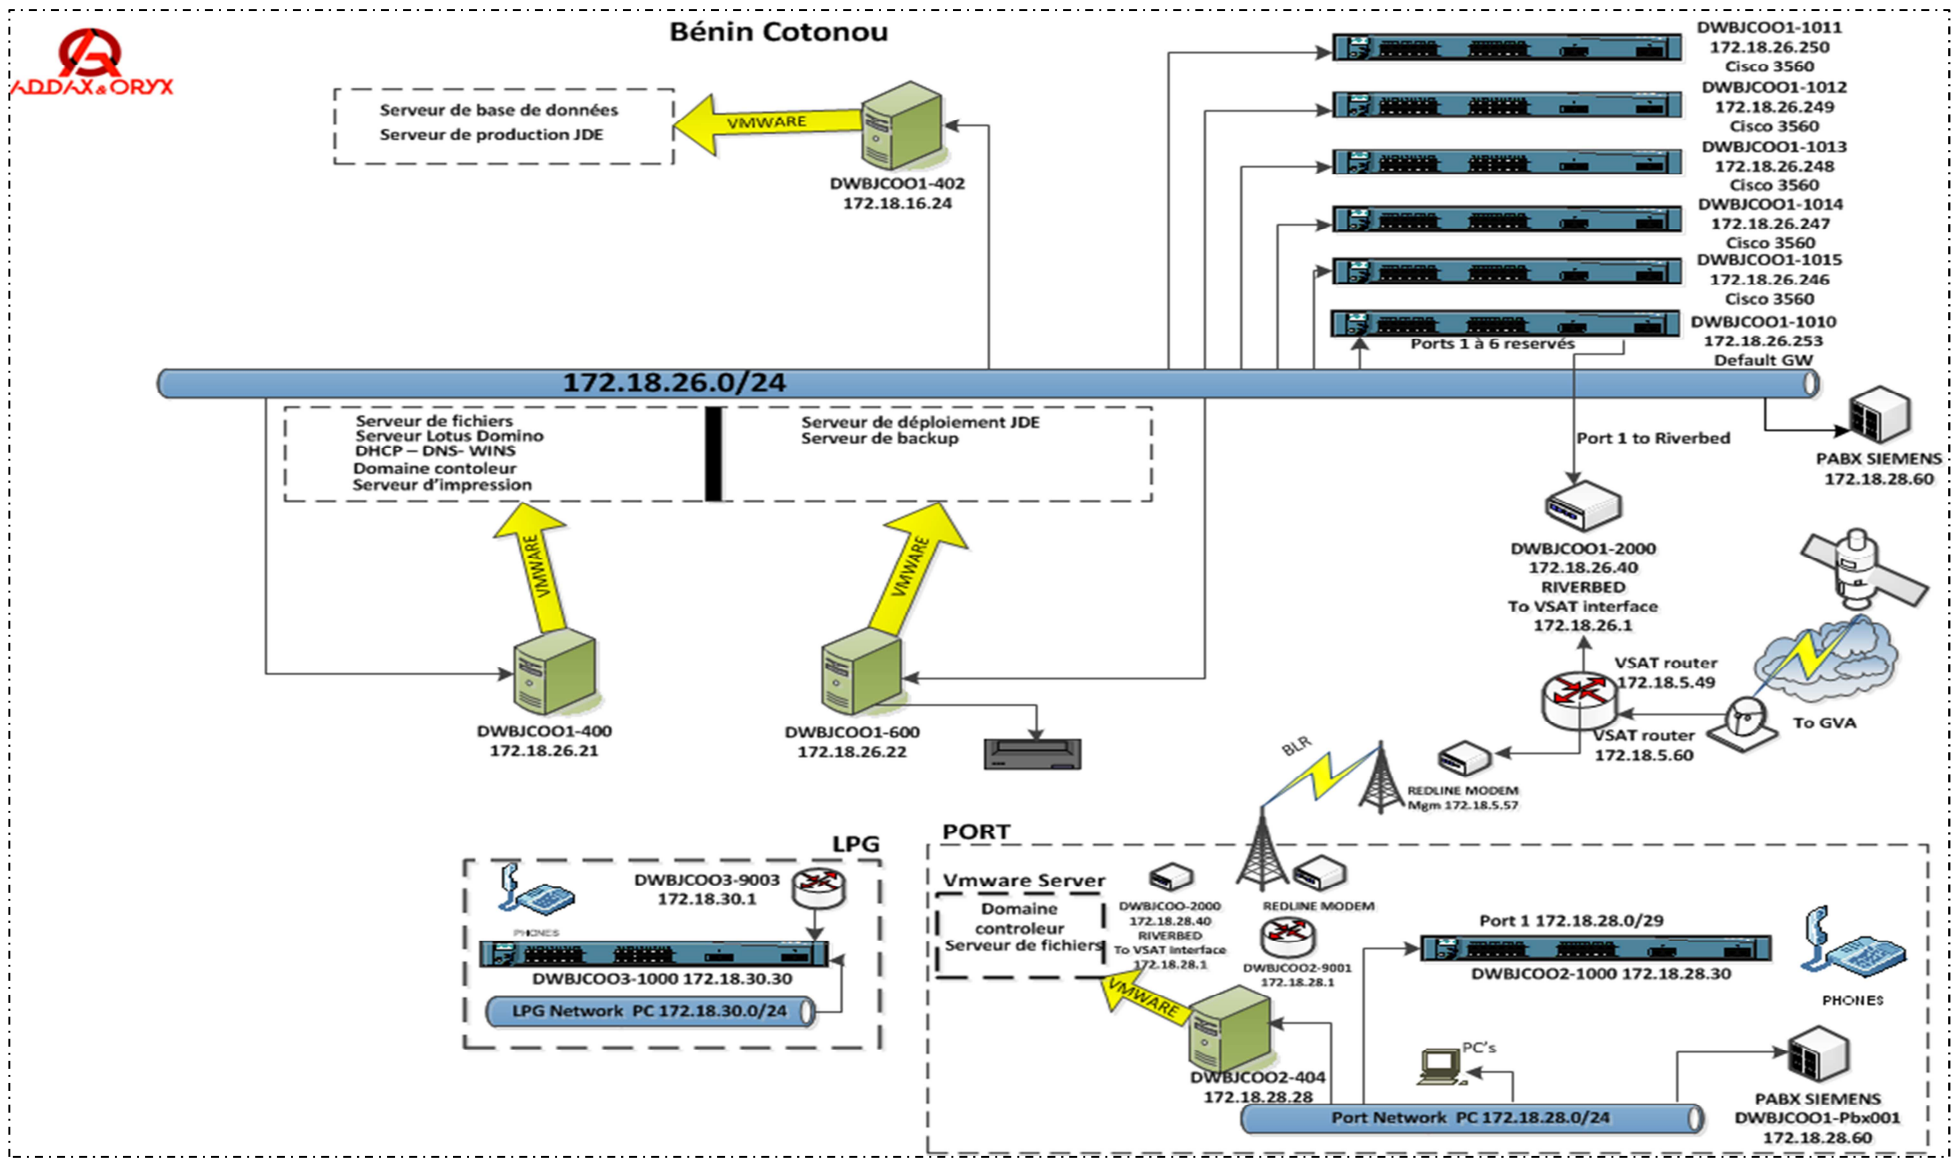 Bénin Cotonou
ADDAX&ORYX
Serveur de base de données
Serveur de production JDE
VMWARE
DWBJCOO1-402
172.18.16.24
DWBJCOO1-1011
172.18.26.250
Cisco 3560
DWBJCOO1-1012
172.18.26.249
Cisco 3560
DWBJCOO1-1013
172.18.26.248
Cisco 3560
DWBJCOO1-1014
172.18.26.247
Cisco 3560
DWBJCOO1-1015
172.18.26.246
Cisco 3560
DWBJCOO1-1010
172.18.26.253
Default GW
Ports 1 à 6 reservés
172.18.26.0/24
Serveur de fichiers
Serveur Lotus Domino
DHCP – DNS- WINS
Domaine contoleur
Serveur d’impression
Serveur de déploiement JDE
Serveur de backup
Port 1 to Riverbed
PABX SIEMENS
172.18.28.60
VMWARE
VMWARE
DWBJCOO1-400
172.18.26.21
DWBJCOO1-600
172.18.26.22
DWBJCOO1-2000
172.18.26.40
RIVERBED
To VSAT interface
172.18.26.1
VSAT router
172.18.5.49
To GVA
VSAT router
172.18.5.60
BLR
REDLINE MODEM
Mgm 172.18.5.57
LPG
DWBJCOO3-9003
172.18.30.1
PHONES
DWBJCOO3-1000 172.18.30.30
LPG Network  PC 172.18.30.0/24
PORT
Vmware Server
Domaine
controleur
Serveur de fichiers
DWBJCOO-2000
172.18.28.40
RIVERBED
To VSAT Interface
172.18.28.1
REDLINE MODEM
DWBJCOO2-9001
172.18.28.1
Port 1 172.18.28.0/29
DWBJCOO2-1000 172.18.28.30
PHONES
VMWARE
DWBJCOO2-404
172.18.28.28
PC's
Port Network  PC 172.18.28.0/24
PABX SIEMENS
DWBJCOO1-Pbx001
172.18.28.60